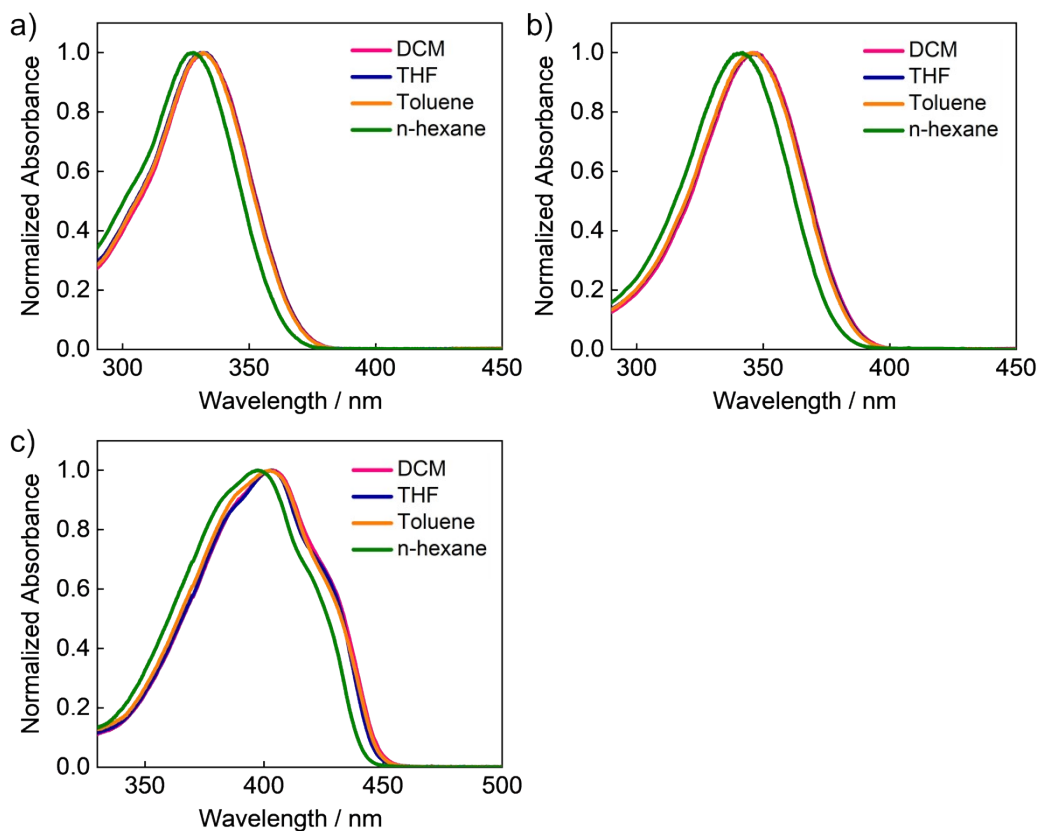 a)
Normalized Absorbance
1.0
0.8
0.6
0.4
0.2
0.0
DCM
THF
Toluene
n-hexane
300
350
400
450
Wavelength / nm
b)
Normalized Absorbance
1.0
0.8
0.6
0.4
0.2
0.0
DCM
THF
Toluene
n-hexane
300
350
400
450
Wavelength / nm
c)
Normalized Absorbance
1.0
0.8
0.6
0.4
0.2
0.0
DCM
THF
Toluene
n-hexane
350
400
450
500
Wavelength / nm